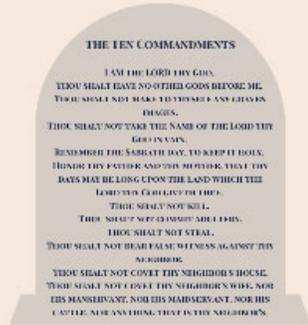 THE TEN COMMANDMENTS
I AM THE LORD THY GOD.
THOU SHALT HAVE NO OTHER GODS BEFORE ME.
THOU SHALT NOT MAKE TO THYSELF ANY GRAVEN
IMAGES.
THOU SHALT NOT TAKE THE NAME OF THE LORD THY
GOD IN VAIN.
REMEMBER THE SABBATH DAY, TO KEEP IT HOLY.
HONOR THY FATHER AND THY MOTHER, THAT THY
DAYS MAY BE LONG UPON THE LAND WHICH THE
LORD THY GOD GIVETH THEE.
THOU SHALT NOT KILL.
THOU SHALT NOT COMMIT ADULTERY.
THOU SHALT NOT STEAL.
THOU SHALT NOT BEAR FALSE WITNESS AGAINST THY
NEIGHBOR.
THOU SHALT NOT COVET THY NEIGHBOR'S HOUSE.
THOU SHALT NOT COVET THY NEIGHBOR'S WIFE, NOR
HIS MANSERVANT, NOR HIS MAIDSERVANT, NOR HIS
CATTLE, NOR ANYTHING THAT IS THY NEIGHBOR'S.